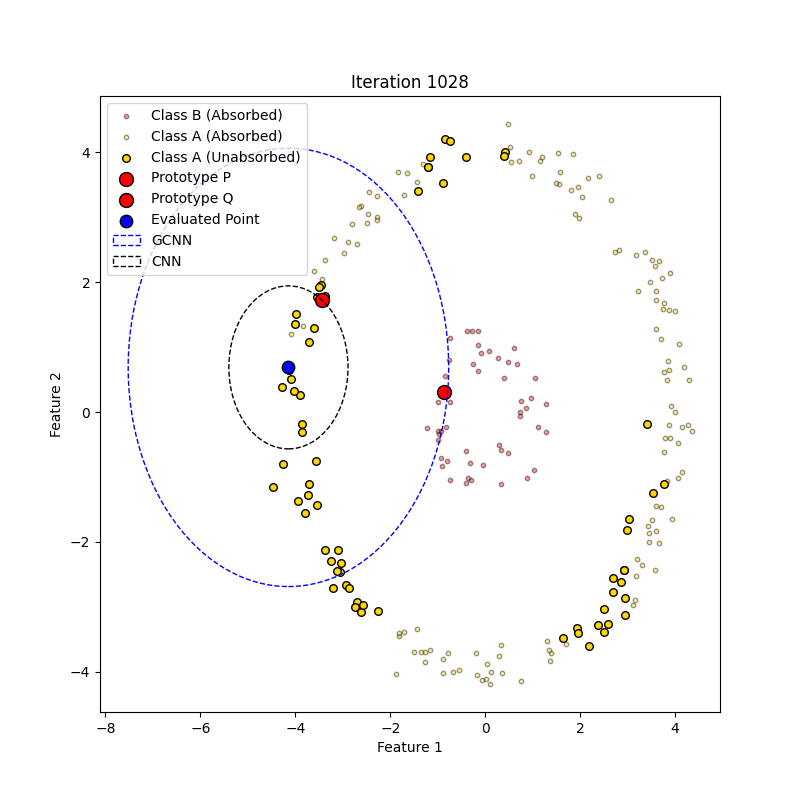 Iteration 1028
Class B (Absorbed)
Class A (Absorbed)
Class A (Unabsorbed)
Prototype P
Prototype Q
Evaluated Point
GCNN
CNN
4
2
0
−2
−4
Feature 2
−8
−6
−4
−2
0
2
4
Feature 1